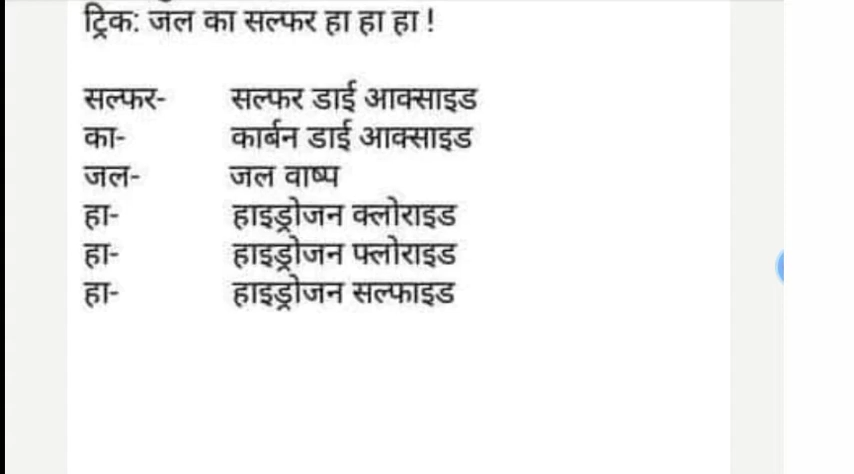 ट्रिक: जल का सल्फर हा हा हा !
सल्फर- सल्फर डाई आक्साइड
का- कार्बन डाई आक्साइड
जल- जल वाष्प
हा- हाइड्रोजन क्लोराइड
हा- हाइड्रोजन फ्लोराइड
हा- हाइड्रोजन सल्फाइड